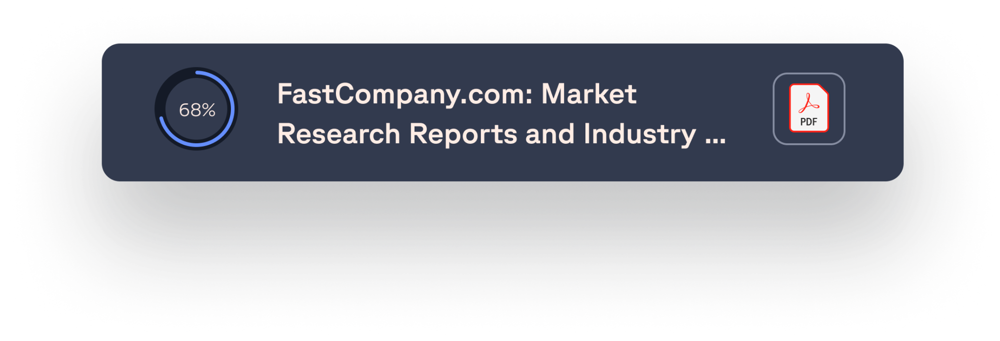 68%
FastCompany.com: Market
Research Reports and Industry ...
PDF